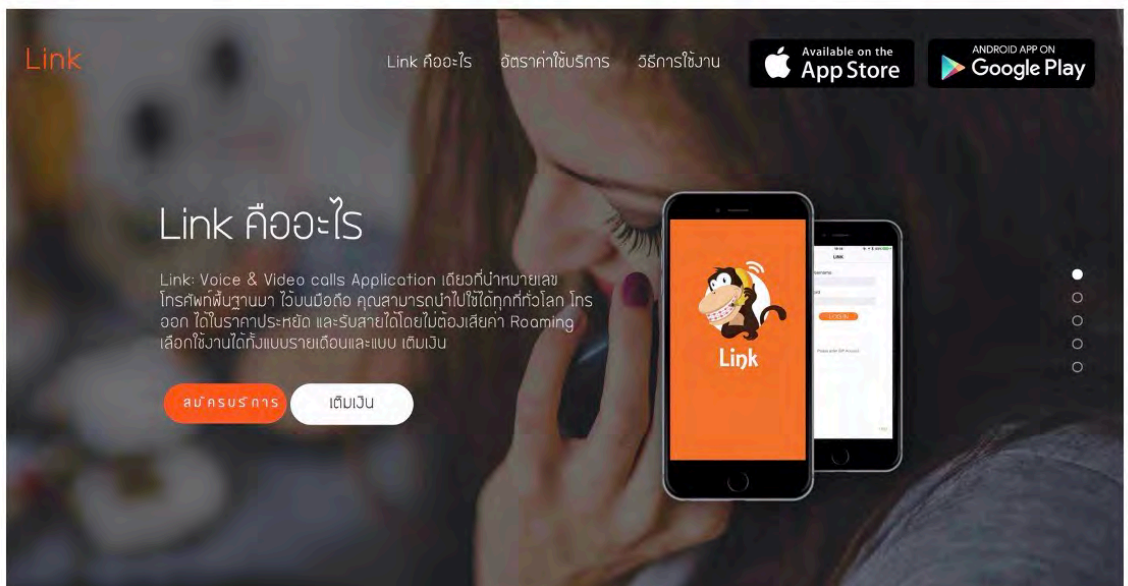 Link
Link คืออะไร
อัตราค่าใช้บริการ
วิธีการใช้งาน
Available on the
App Store
ANDROID APP ON
Google Play
Link คืออะไร
Link: Voice & Video calls Application เดียวที่นำหมายเลข
โทรศัพท์พื้นฐานมา ไว้บนมือถือ คุณสามารถนำไปใช้ได้ทุกที่ทั่วโลก โทร
ออก ได้ในราคาประหยัด และรับสายได้โดยไม่ต้องเสียค่า Roaming
เลือกใช้งานได้ทั้งแบบรายเดือนและแบบ เติมเงิน
สมัครบริการ
เติมเงิน
Link
LINK